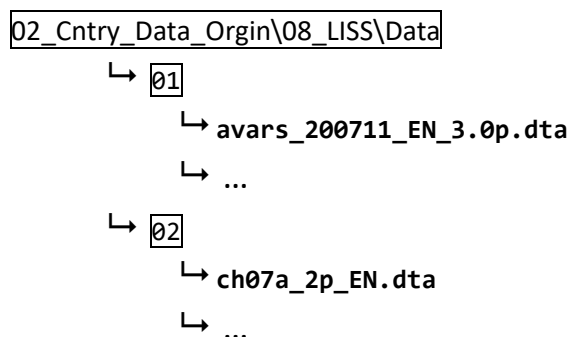 02_Cntry_Data_Orgin\08_LISS\Data
↳ 01
↳ avars_200711_EN_3.0p.dta
↳ ...
↳ 02
↳ ch07a_2p_EN.dta
↳ ...